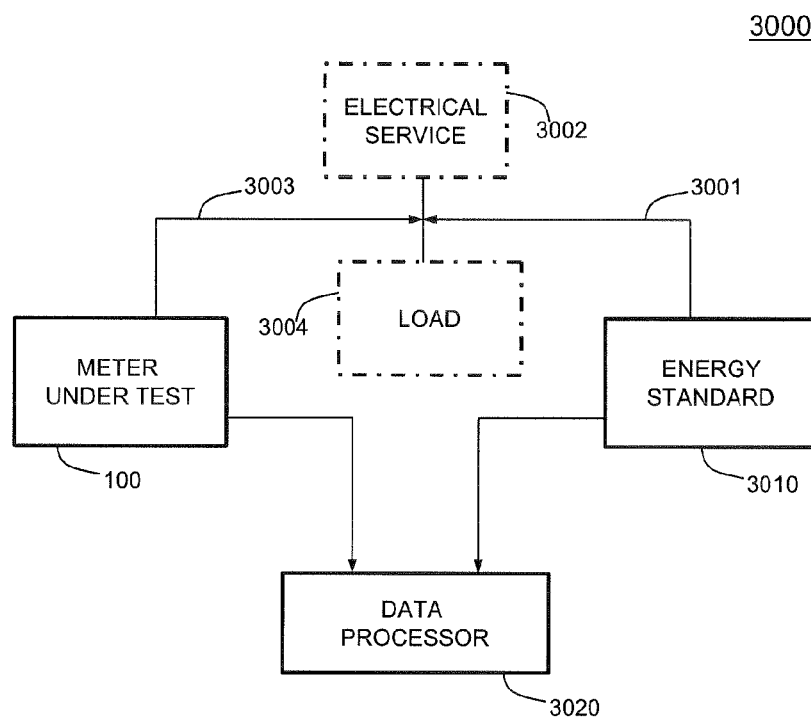 3000
ELECTRICAL
SERVICE
3002
3003
3001
LOAD
3004
METER
UNDER TEST
100
ENERGY
STANDARD
3010
DATA
PROCESSOR
3020